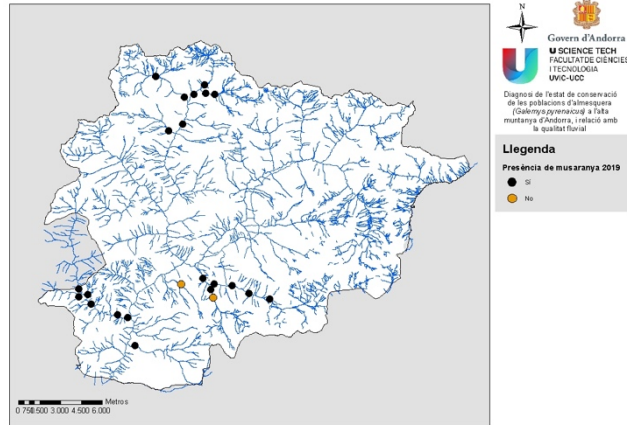 N
Govern d'Andorra
U SCIENCE TECH
FACULTAT DE CIÈNCIES
I TECNOLOGIA
UVIC-UCC
Diagnosi de l'estat de conservació
de les poblacions d'almesquera
(Galemys pyrenaicus) a l'alta
muntanya d'Andorra, i relació amb
la qualitat fluvial
Llegenda
Presència de musaranya 2019
Sí
No
Metros
0 750 1.500 3.000 4.500 6.000